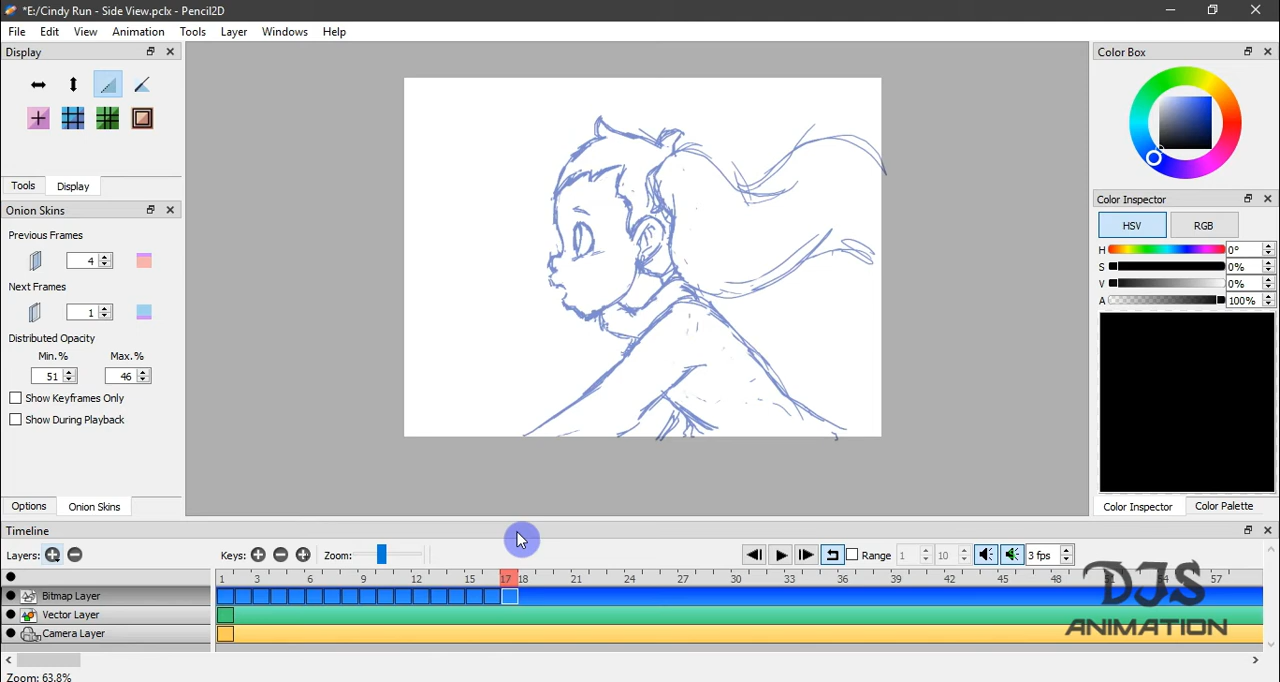 *E:/Cindy Run - Side View.pclx - Pencil2D
File Edit View Animation Tools Layer Windows Help
Display
Tools Display
Onion Skins
Previous Frames
4
Next Frames
1
Distributed Opacity
Min. % Max. %
51 46
Show Keyframes Only
Show During Playback
Options Onion Skins
Color Box
Color Inspector
HSV RGB
H 0°
S 0%
V 0%
A 100%
Color Inspector Color Palette
Timeline
Layers: Keys: Zoom: Range 1 10 3 fps
1 3 6 9 12 15 17 18 21 24 27 30 33 36 39 42 45 48 51 54 57
Bitmap Layer
Vector Layer
Camera Layer
DJS
ANIMATION
Zoom: 63.8%